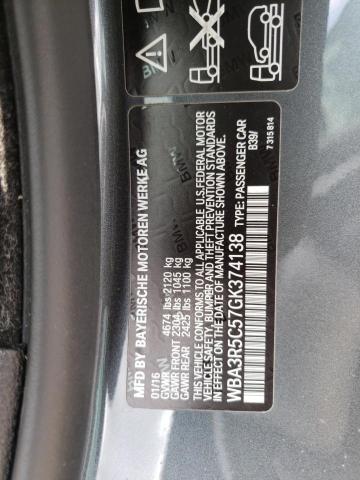 MFD BY BAYERISCHE MOTOREN WERKE AG
01/16
GVWR 4674 lbs 2120 kg
GAWR FRONT 2304 lbs 1045 kg
GAWR REAR 2425 lbs 1100 kg
THIS VEHICLE CONFORMS TO ALL APPLICABLE U.S. FEDERAL MOTOR
VEHICLE SAFETY, BUMPER, AND THEFT PREVENTION STANDARDS
IN EFFECT ON THE DATE OF MANUFACTURE SHOWN ABOVE.
WBA3R5C57GK374138 TYPE: PASSENGER CAR
B39/
7 315 814